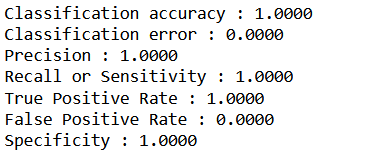 Classification accuracy : 1.0000
Classification error : 0.0000
Precision : 1.0000
Recall or Sensitivity : 1.0000
True Positive Rate : 1.0000
False Positive Rate : 0.0000
Specificity : 1.0000